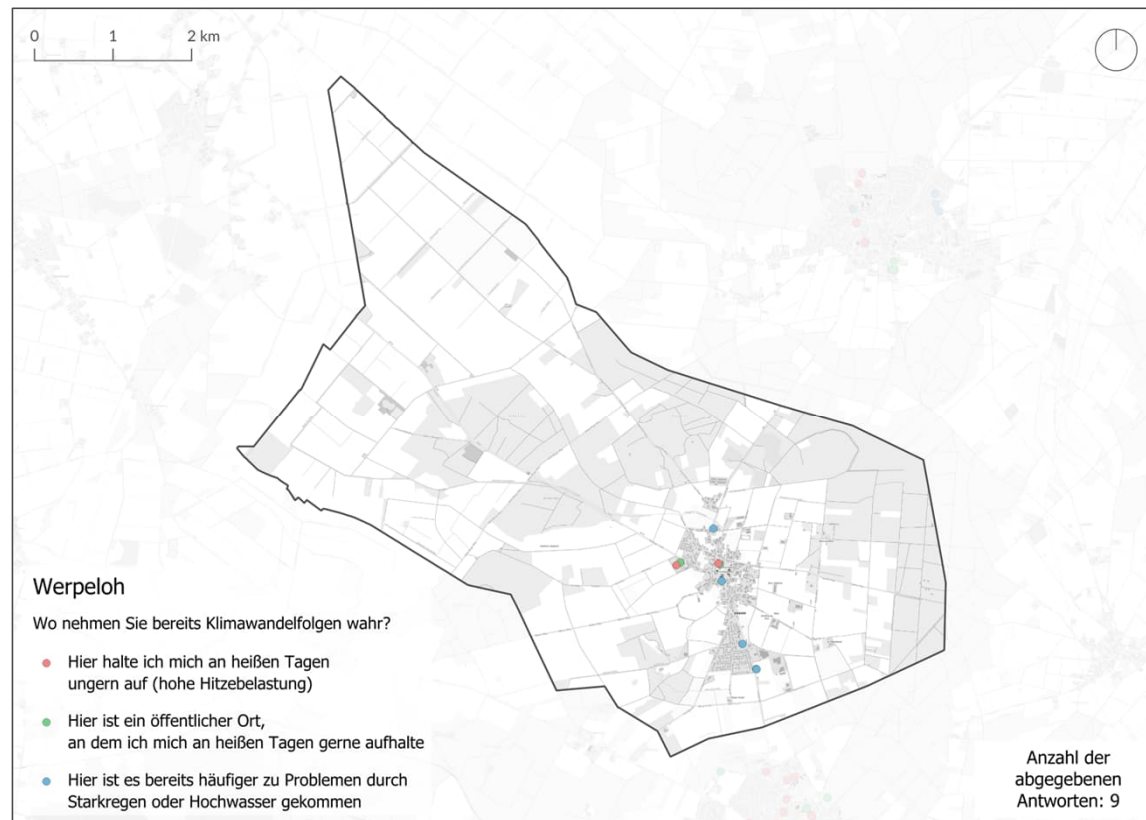 0 1 2 km
Werpeloh
Wo nehmen Sie bereits Klimawandelfolgen wahr?
Hier halte ich mich an heißen Tagen
ungern auf (hohe Hitzebelastung)
Hier ist ein öffentlicher Ort,
an dem ich mich an heißen Tagen gerne aufhalte
Hier ist es bereits häufiger zu Problemen durch
Starkregen oder Hochwasser gekommen
Anzahl der
abgegebenen
Antworten: 9